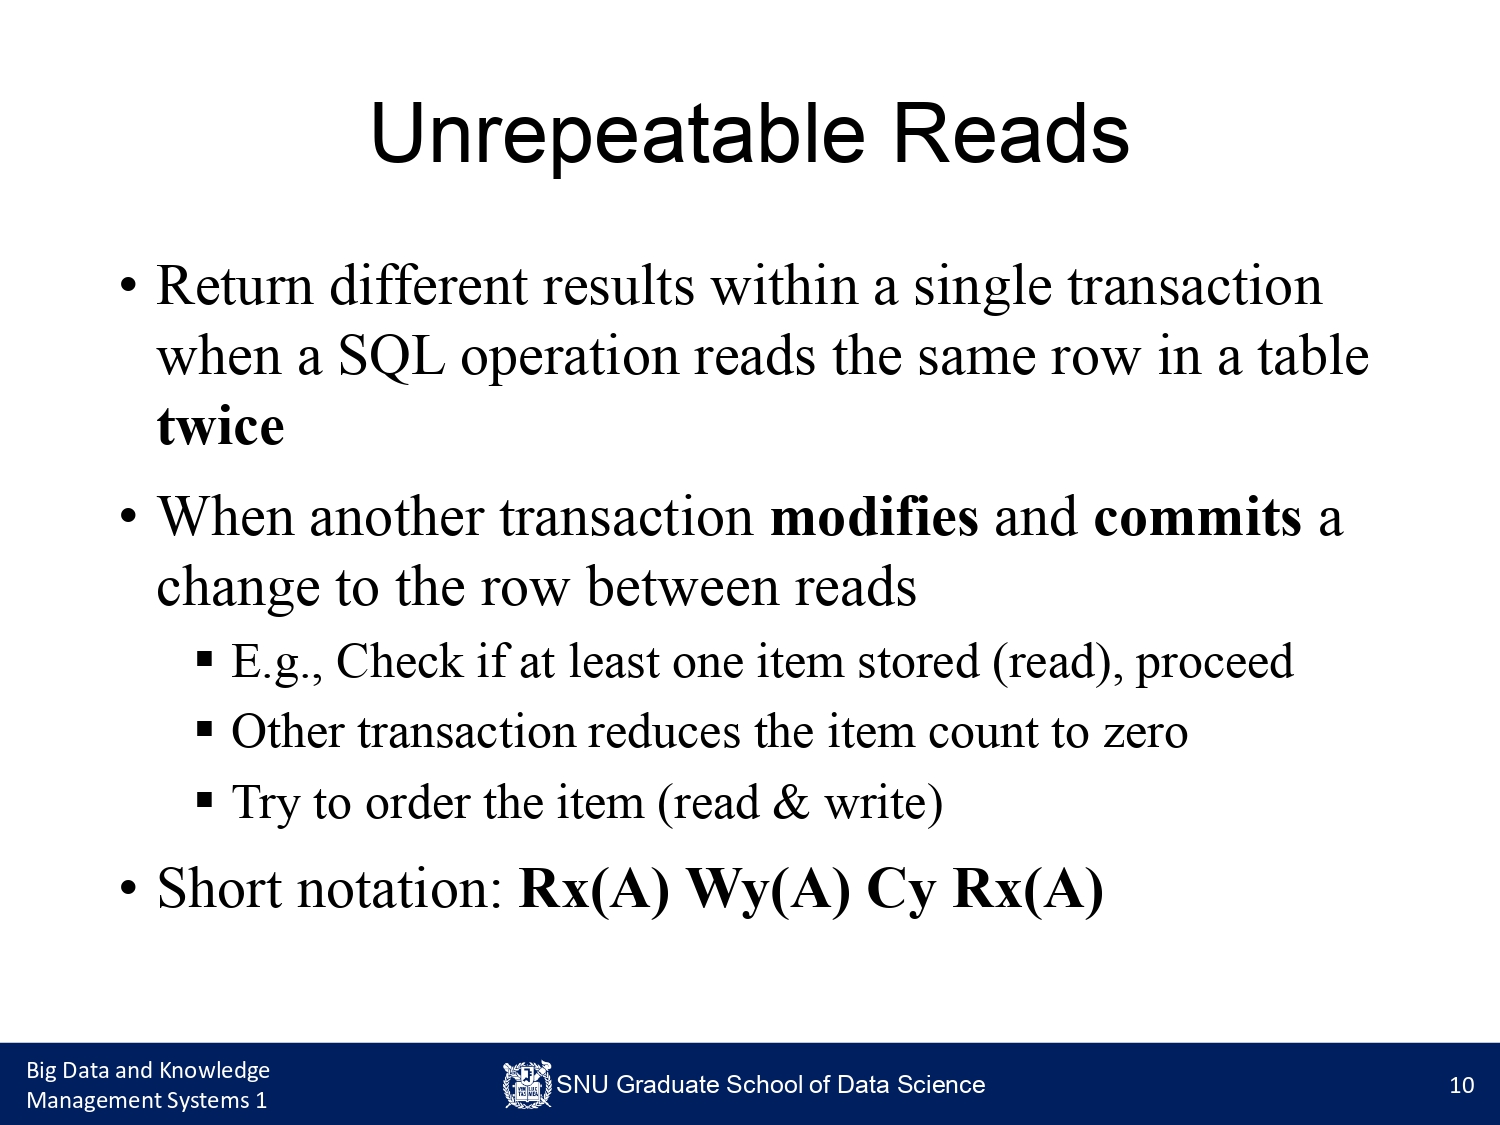 Unrepeatable Reads
• Return different results within a single transaction
when a SQL operation reads the same row in a table
twice
• When another transaction modifies and commits a
change to the row between reads
▪ E.g., Check if at least one item stored (read), proceed
▪ Other transaction reduces the item count to zero
▪ Try to order the item (read & write)
• Short notation: Rx(A) Wy(A) Cy Rx(A)
Big Data and Knowledge
Management Systems 1
SNU Graduate School of Data Science
10